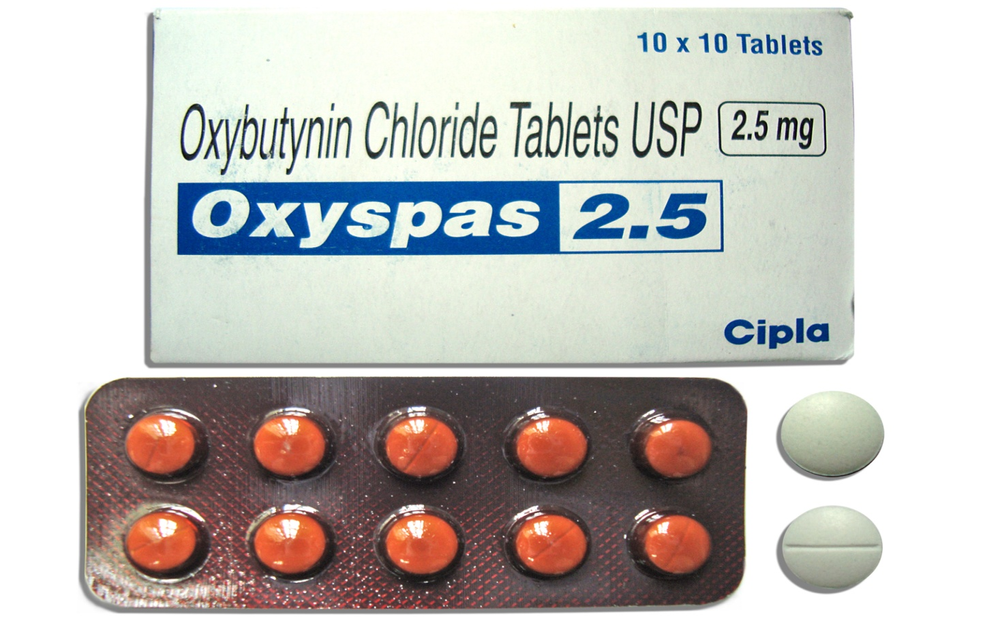 10 x 10 Tablets
Oxybutynin Chloride Tablets USP 2.5 mg
Oxyspas 2.5
Cipla